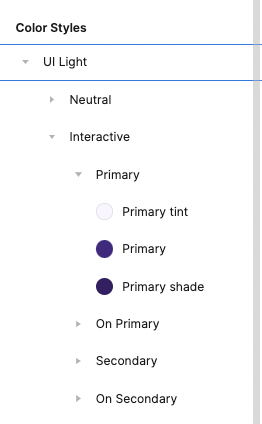 Color Styles
UI Light
Neutral
Interactive
Primary
Primary tint
Primary
Primary shade
On Primary
Secondary
On Secondary